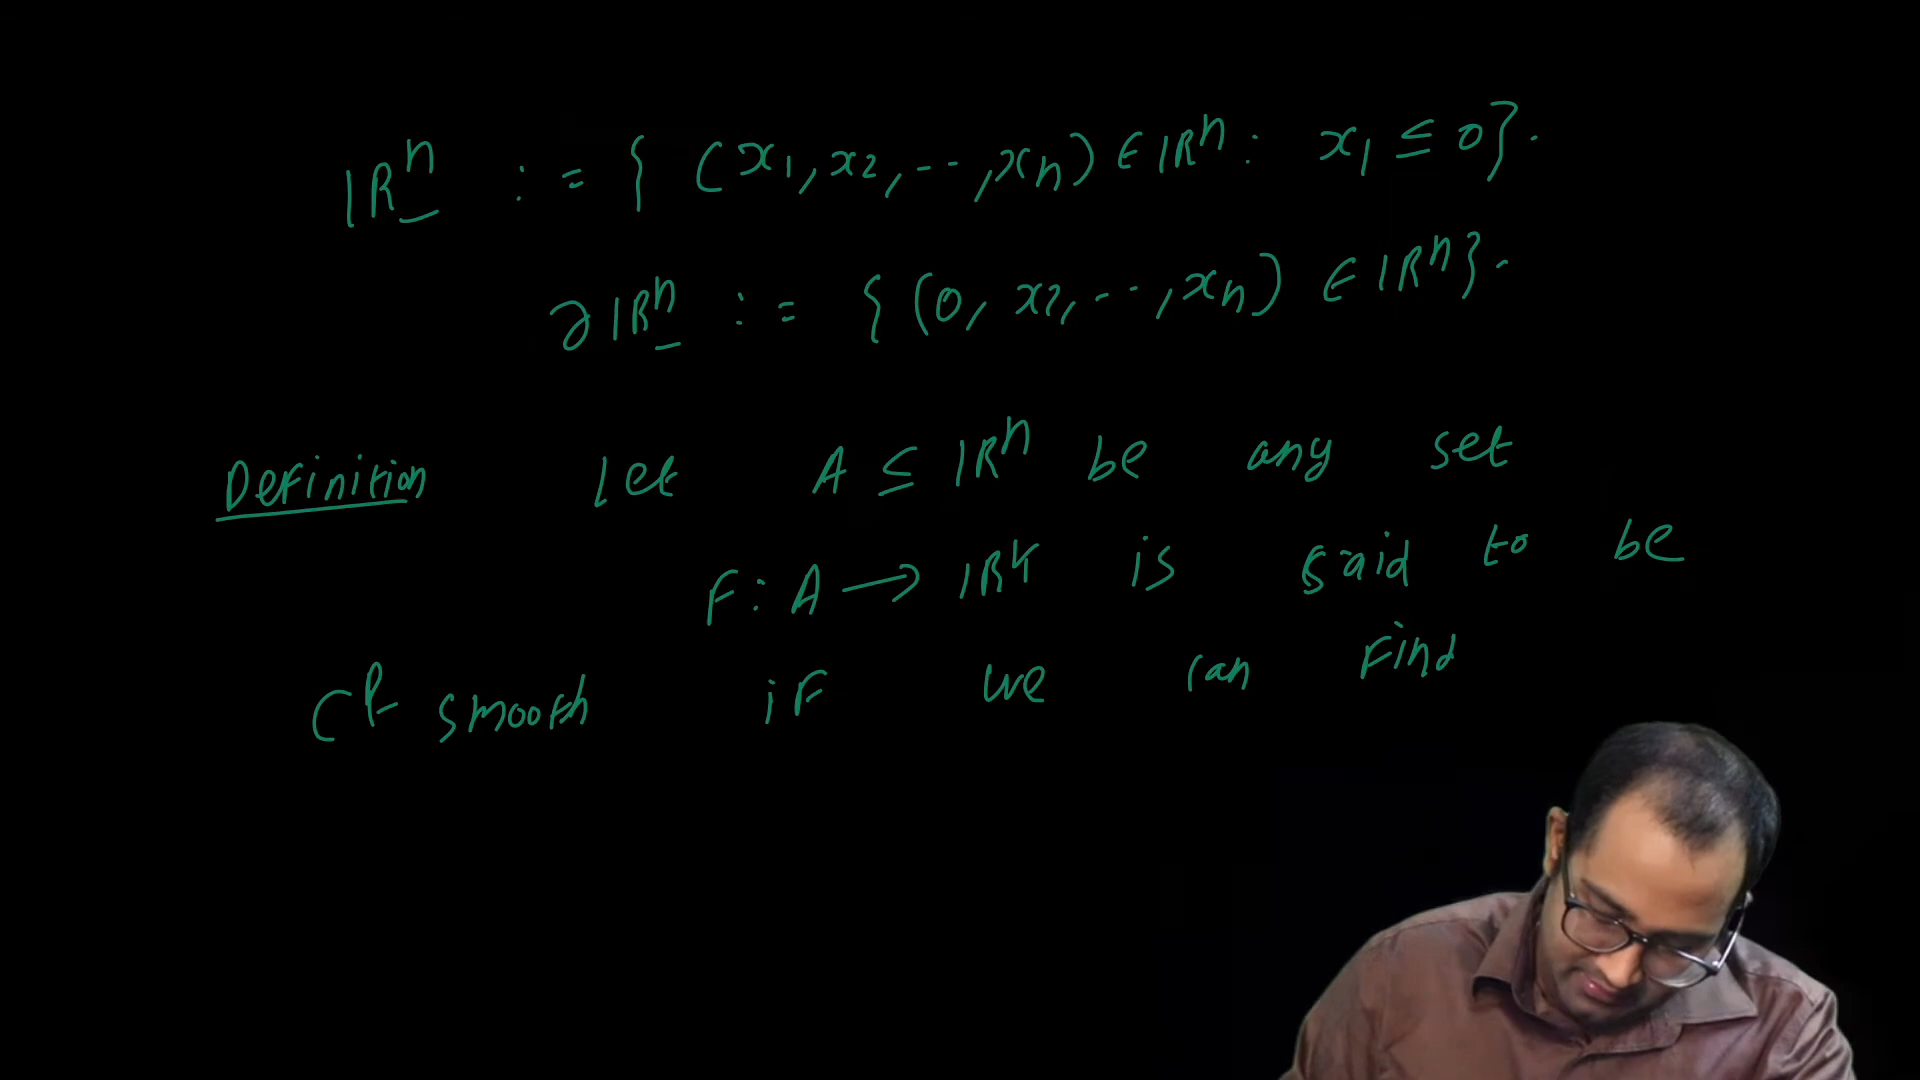 ℝⁿ₋ := { (x₁, x₂, --, xₙ) ∈ ℝⁿ : x₁ ≤ 0}.
∂ℝⁿ₋ := { (0, x₂, --, xₙ) ∈ ℝⁿ}.
Definition Let A ⊆ ℝⁿ be any set
F : A → ℝᵏ is said to be
Cᵏ smooth if we can find